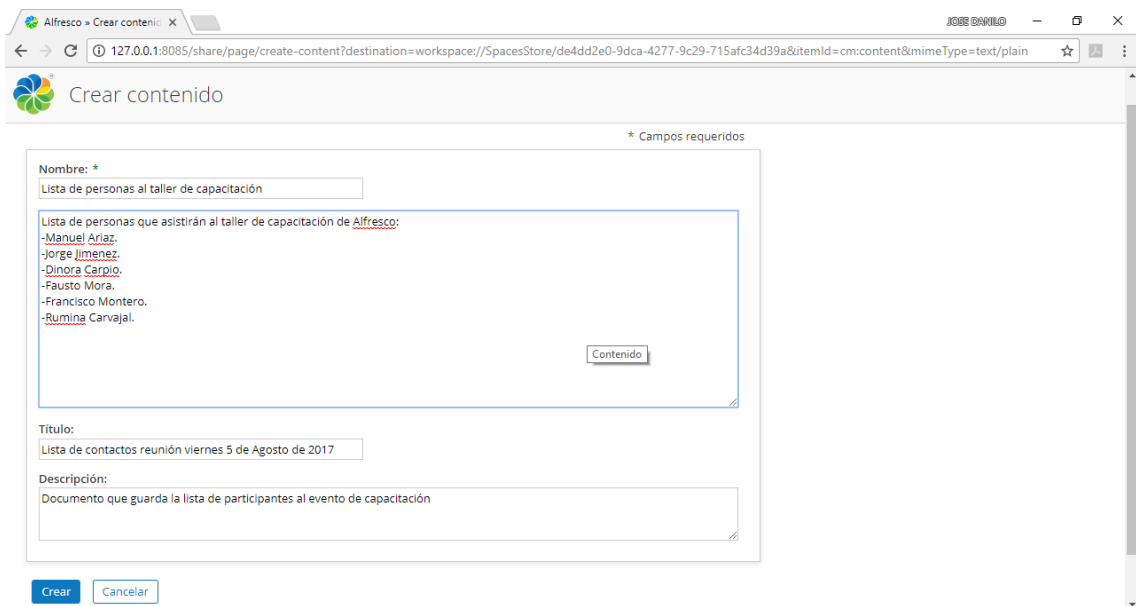 Alfresco » Crear contenid
JOSE DANILO
127.0.0.1:8085/share/page/create-content?destination=workspace://SpacesStore/de4dd2e0-9dca-4277-9c29-715afc34d39a&itemId=cm:content&mimeType=text/plain
Crear contenido
* Campos requeridos
Nombre: *
Lista de personas al taller de capacitación
Lista de personas que asistirán al taller de capacitación de Alfresco:
-Manuel Ariaz.
-Jorge Jimenez.
-Dinora Carpio.
-Fausto Mora.
-Francisco Montero.
-Rumina Carvajal.
Contenido
Título:
Lista de contactos reunión viernes 5 de Agosto de 2017
Descripción:
Documento que guarda la lista de participantes al evento de capacitación
Crear
Cancelar